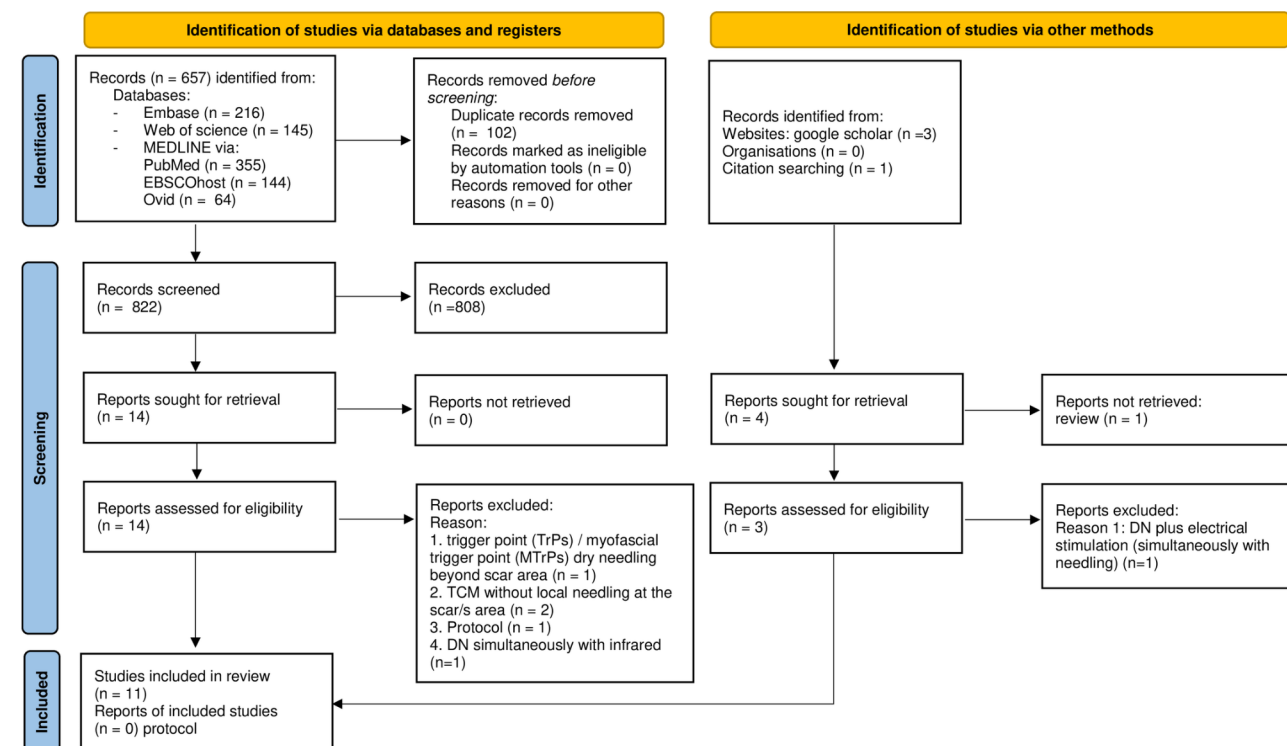 Identification of studies via databases and registers
Identification of studies via other methods
Identification
Records (n = 657) identified from:
Databases:
- Embase (n = 216)
- Web of science (n = 145)
- MEDLINE via:
PubMed (n = 355)
EBSCOhost (n = 144)
Ovid (n = 64)
Records removed before
screening:
Duplicate records removed
(n = 102)
Records marked as ineligible
by automation tools (n = 0)
Records removed for other
reasons (n = 0)
Records identified from:
Websites: google scholar (n =3)
Organisations (n = 0)
Citation searching (n = 1)
Screening
Records screened
(n = 822)
Records excluded
(n =808)
Reports sought for retrieval
(n = 14)
Reports not retrieved
(n = 0)
Reports sought for retrieval
(n = 4)
Reports not retrieved:
review (n = 1)
Reports assessed for eligibility
(n = 14)
Reports excluded:
Reason:
1. trigger point (TrPs) / myofascial
trigger point (MTrPs) dry needling
beyond scar area (n = 1)
2. TCM without local needling at the
scar/s area (n = 2)
3. Protocol (n = 1)
4. DN simultaneously with infrared
(n=1)
Reports assessed for eligibility
(n = 3)
Reports excluded:
Reason 1: DN plus electrical
stimulation (simultaneously with
needling) (n=1)
Included
Studies included in review
(n = 11)
Reports of included studies
(n = 0) protocol